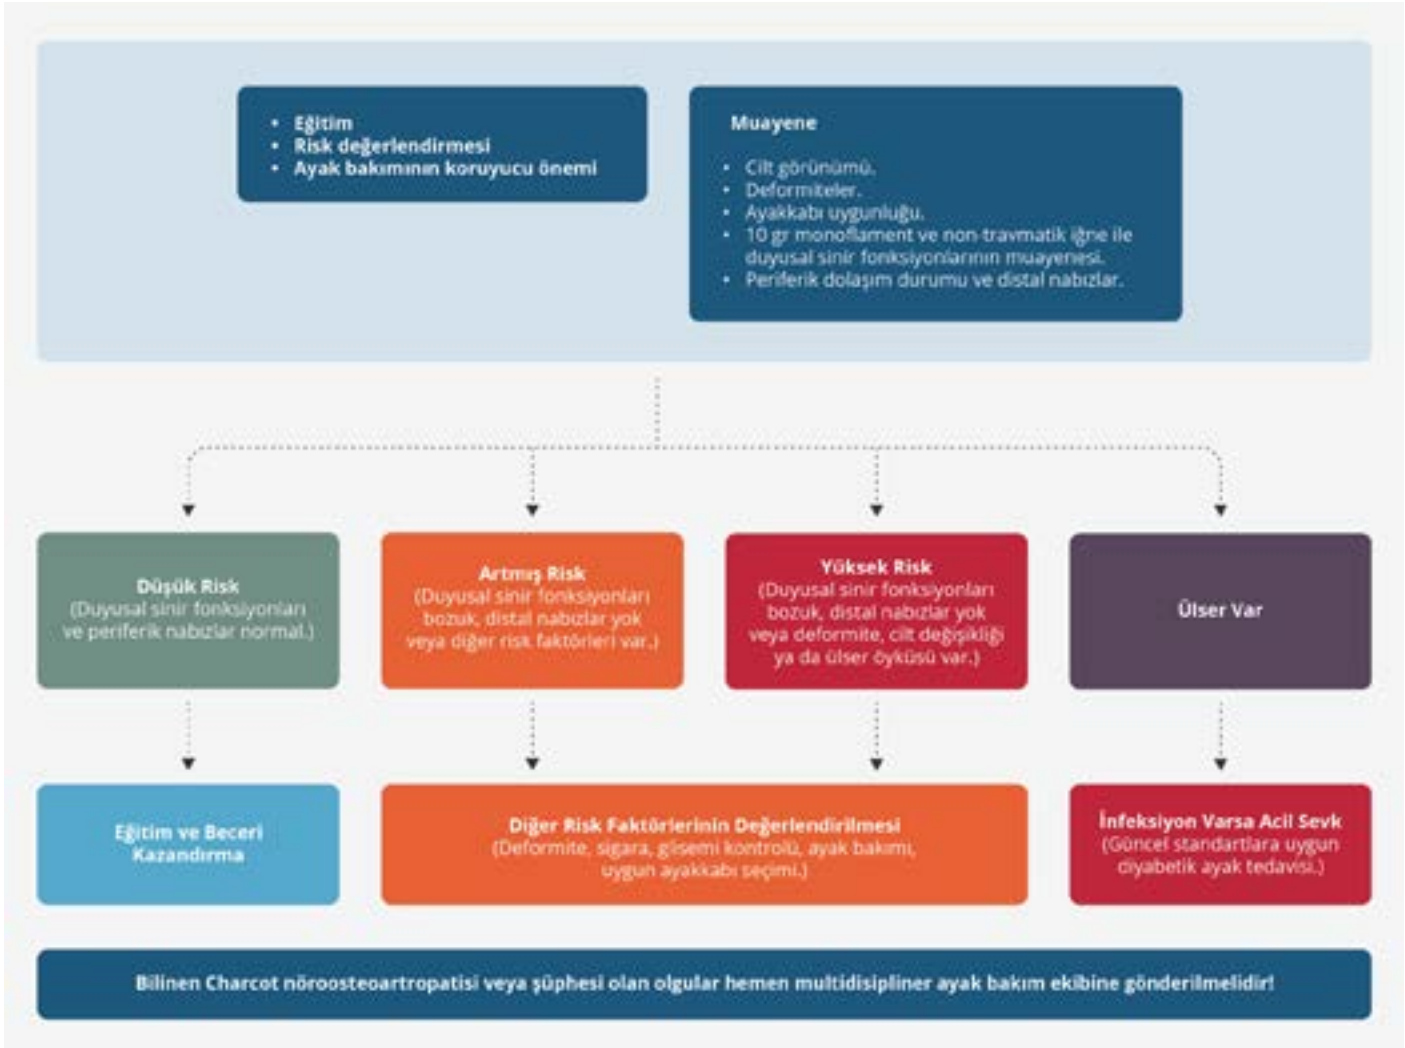 • Eğitim
• Risk değerlendirmesi
• Ayak bakımının koruyucu önemi
Muayene
• Cilt görünümü.
• Deformiteler.
• Ayakkabı uygunluğu.
• 10 gr monoflament ve non-travmatik iğne ile
duyusal sinir fonksiyonlarının muayenesi.
• Periferik dolaşım durumu ve distal nabızlar.
Düşük Risk
(Duyusal sinir fonksiyonları
ve periferik nabızlar normal.)
Artmış Risk
(Duyusal sinir fonksiyonları
bozuk, distal nabızlar yok
veya diğer risk faktörleri var.)
Yüksek Risk
(Duyusal sinir fonksiyonları
bozuk, distal nabızlar yok
veya deformite, cilt değişikliği
ya da ülser öyküsü var.)
Ülser Var
Eğitim ve Beceri
Kazandırma
Diğer Risk Faktörlerinin Değerlendirilmesi
(Deformite, sigara, glisemi kontrolü, ayak bakımı,
uygun ayakkabı seçimi.)
İnfeksiyon Varsa Acil Sevk
(Güncel standartlara uygun
diyabetik ayak tedavisi.)
Bilinen Charcot nöroosteoartropatisi veya şüphesi olan olgular hemen multidisipliner ayak bakım ekibine gönderilmelidir!